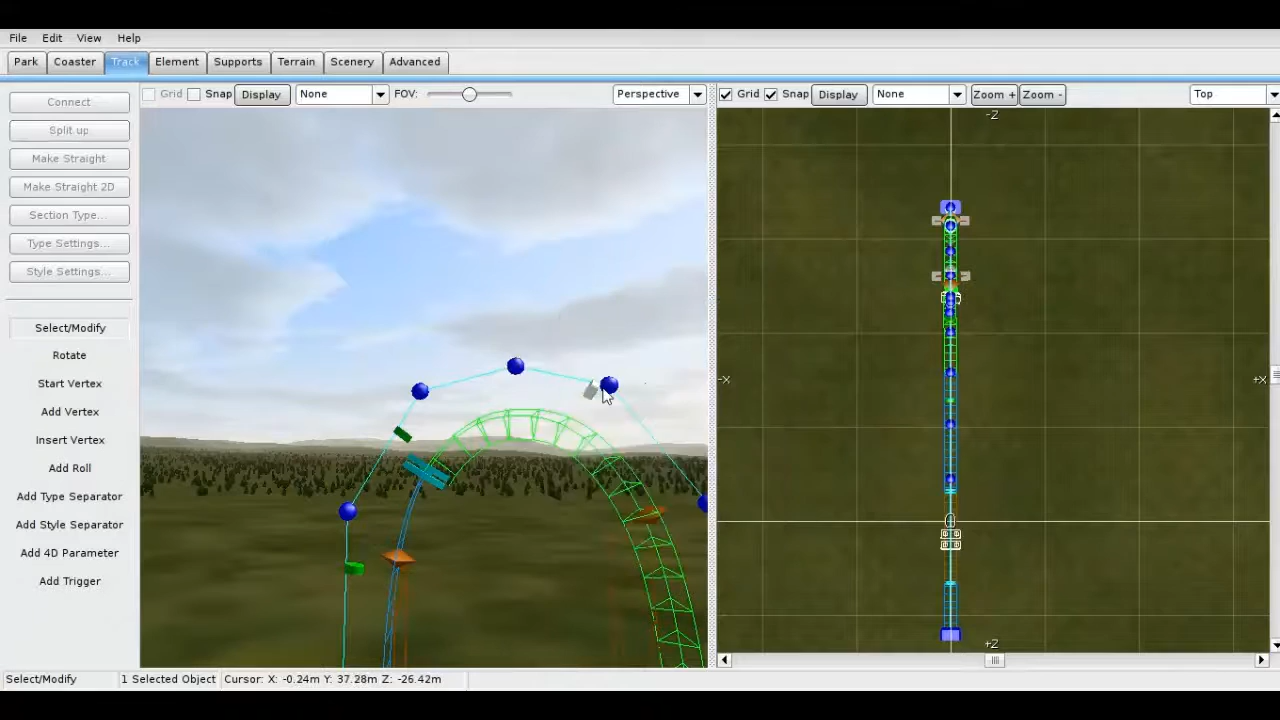 File Edit View Help
Park Coaster Track Element Supports Terrain Scenery Advanced
Connect
Split up
Make Straight
Make Straight 2D
Section Type...
Type Settings...
Style Settings...
Select/Modify
Rotate
Start Vertex
Add Vertex
Insert Vertex
Add Roll
Add Type Separator
Add Style Separator
Add 4D Parameter
Add Trigger
Grid Snap Display None FOV: Perspective
Grid Snap Display None Zoom + Zoom - Top
-Z
-X
+X
+Z
Select/Modify 1 Selected Object Cursor: X: -0.24m Y: 37.28m Z: -26.42m